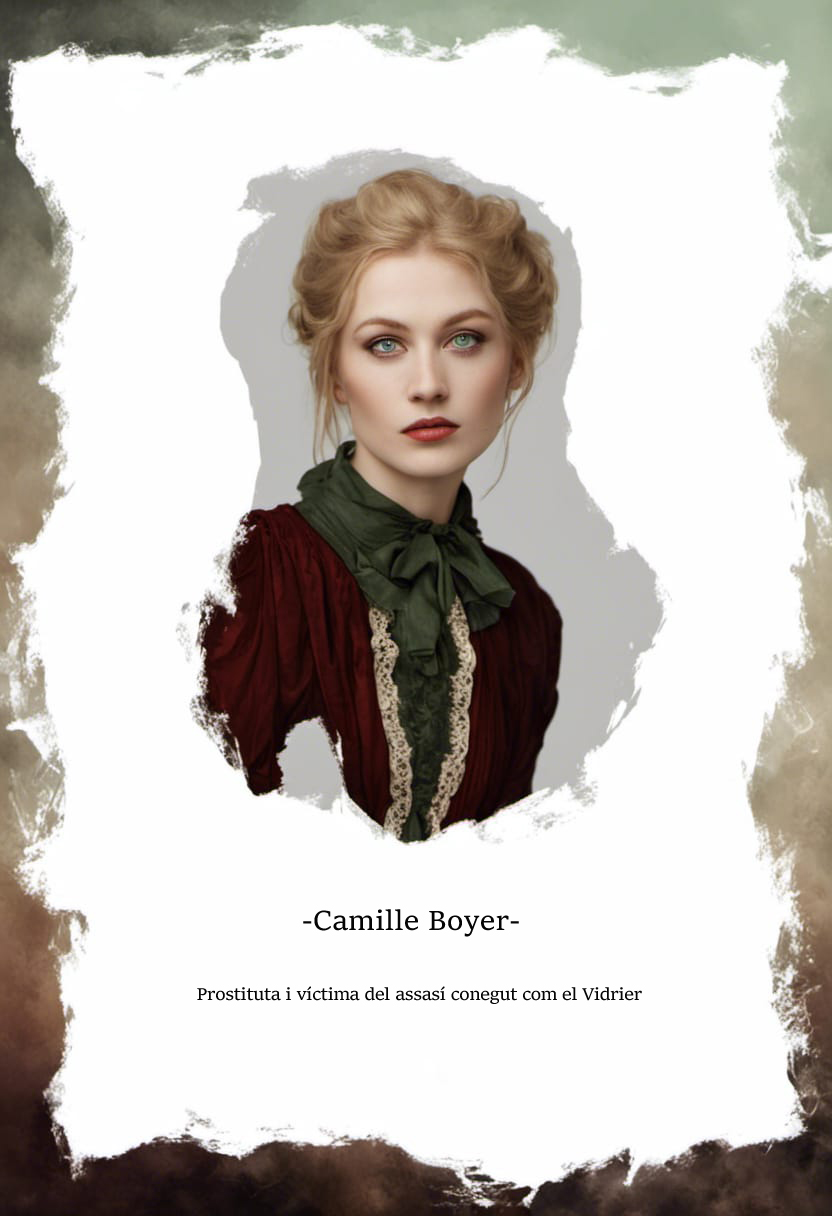 -Camille Boyer-
Prostituta i víctima del assasí conegut com el Vidrier